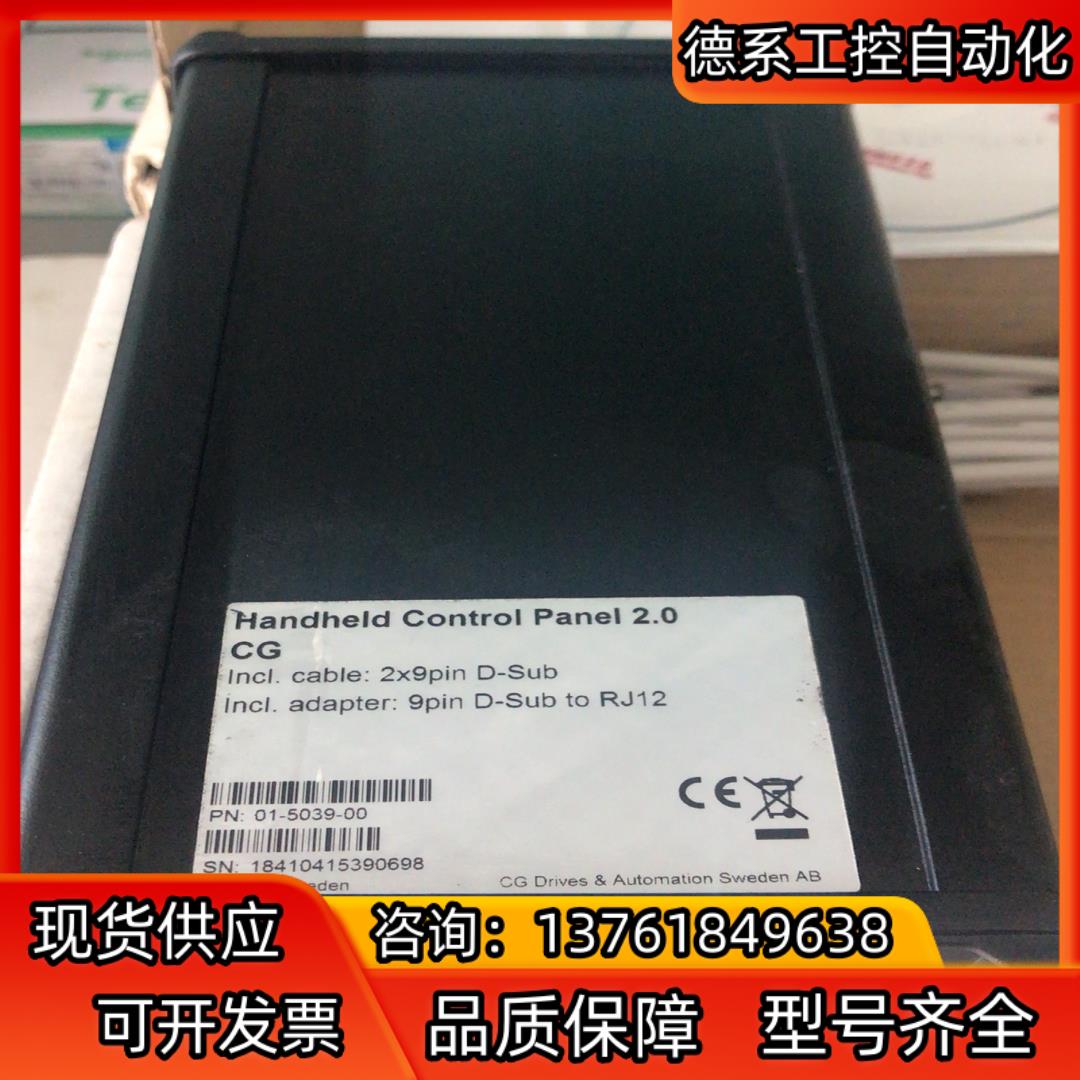 德系工控自动化
Te
Handheld Control Panel 2.0
CG
Incl. cable: 2x9pin D-Sub
Incl. adapter: 9pin D-Sub to RJ12
CE
PN: 01-5039-00
SN: 18410415390698
eden
CG Drives & Automation Sweden AB
现货供应
咨询：13761849638
可开发票
品质保障
型号齐全